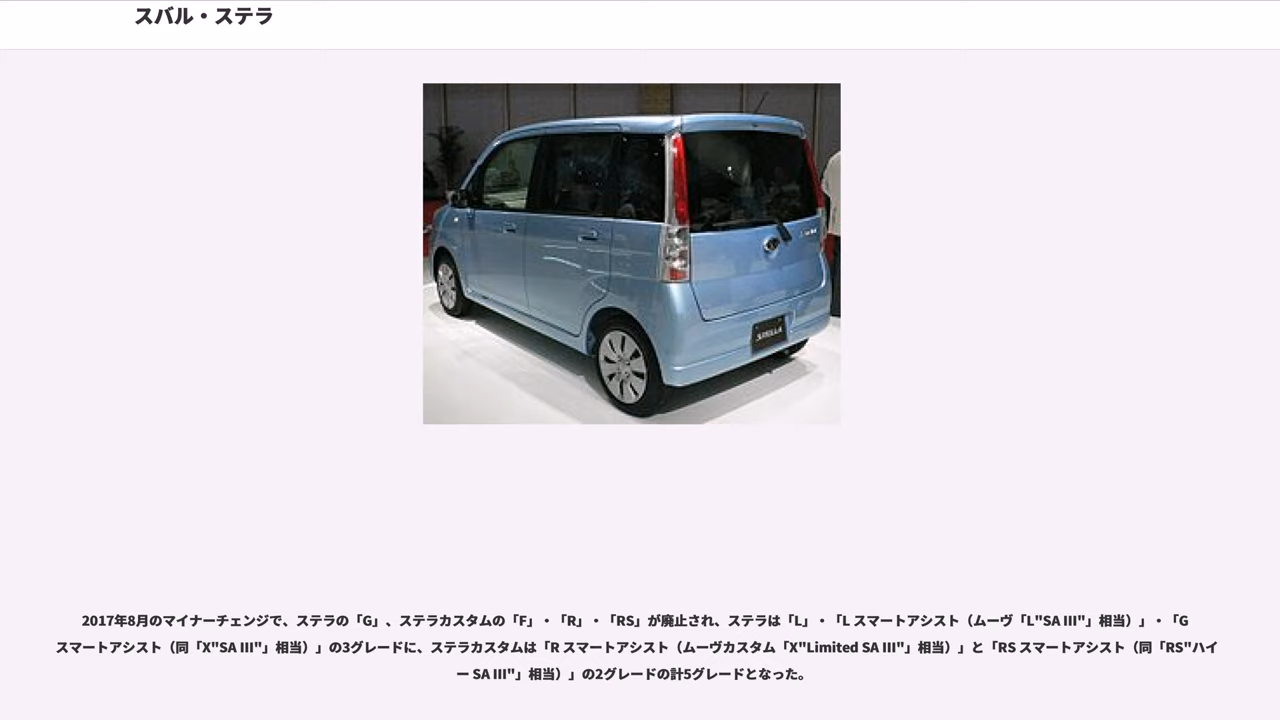 スバル・ステラ
STELLA
2017年8月のマイナーチェンジで、ステラの「G」、ステラカスタムの「F」・「R」・「RS」が廃止され、ステラは「L」・「L スマートアシスト（ムーヴ「L"SA III"」相当）」・「G
スマートアシスト（同「X"SA III"」相当）」の3グレードに、ステラカスタムは「R スマートアシスト（ムーヴカスタム「X"Limited SA III"」相当）」と「RS スマートアシスト（同「RS"ハイ
ー SA III"」相当）」の2グレードの計5グレードとなった。